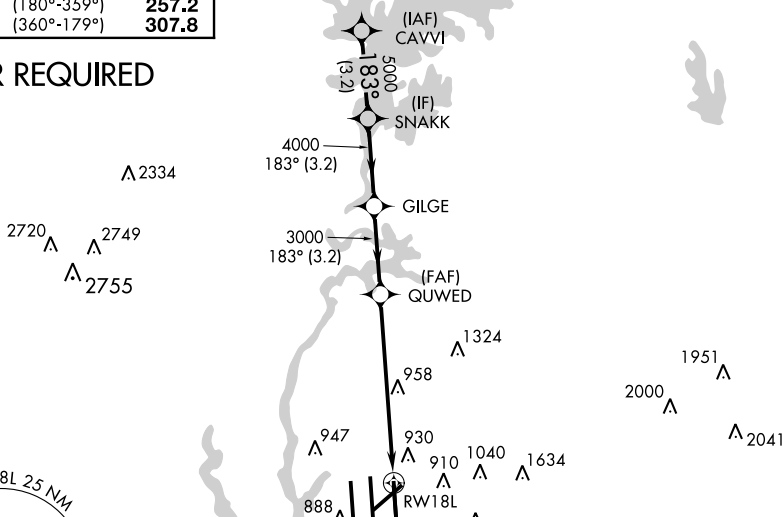 (180°-359°) 257.2
(360°-179°) 307.8
R REQUIRED
(IAF)
CAVVI
5000
183°
(3.2)
(IF)
SNAKK
4000
183° (3.2)
2334
GILGE
2720
2749
2755
3000
183° (3.2)
(FAF)
QUWED
1324
958
1951
2000
2041
947
930
910
1040
1634
8L 25 NM
RW18L
888